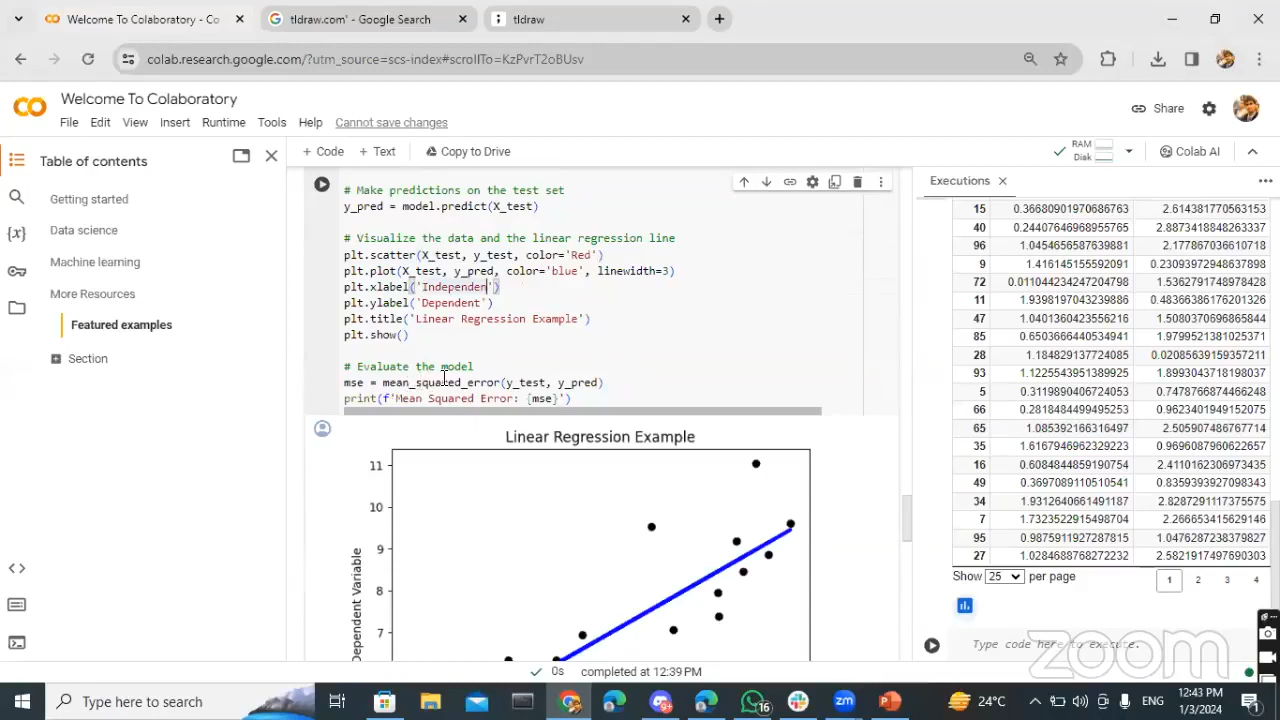 Welcome To Colaboratory - Co
tldraw.com' - Google Search
tldraw
colab.research.google.com/?utm_source=scs-index#scrollTo=KzPvrT2oBUsv
Welcome To Colaboratory
File Edit View Insert Runtime Tools Help Cannot save changes
Share
Table of contents
Getting started
Data science
Machine learning
More Resources
Featured examples
Section
+ Code + Text Copy to Drive
RAM
Disk
Colab AI
# Make predictions on the test set
y_pred = model.predict(X_test)
# Visualize the data and the linear regression line
plt.scatter(X_test, y_test, color='Red')
plt.plot(X_test, y_pred, color='blue', linewidth=3)
plt.xlabel('Independen')
plt.ylabel('Dependent')
plt.title('Linear Regression Example')
plt.show()
# Evaluate the model
mse = mean_squared_error(y_test, y_pred)
print(f'Mean Squared Error: {mse}')
Linear Regression Example
11
10
9
8
7
Dependent Variable
0s completed at 12:39 PM
Executions
15 0.36680901970686763 2.614381770563153
40 0.24407646968955765 2.8873418848263337
96 1.0454656587639881 2.177867036610718
9 1.416145155592091 0.23093972948637898
72 0.011044234247204798 1.5362791748978428
11 1.9398197043239886 0.48366386176201326
47 1.0401360423556216 1.5080370696865844
85 0.6503666440534941 1.9799521381025371
28 1.184829137724085 0.02085639159357211
93 1.1225543951389925 1.8993043718198037
5 0.3119890406724053 0.7478766874466248
66 0.2818484499495253 0.9623401949152075
65 1.085392166316497 2.505907486767714
35 1.6167946962329223 0.9696087960622657
16 0.6084844859190754 2.4110162306973435
49 0.3697089110510541 0.8359393927098343
34 1.9312640661491187 2.8287291117375575
7 1.7323522915498704 2.266653415629146
95 0.9875911927287815 1.0476287238379827
27 1.0284688768272232 2.5821917497690303
Show 25 per page
1 2 3 4
Type code here to execute.
zoom
Type here to search
16
9+
zm
24°C
ENG
12:43 PM
1/3/2024
1